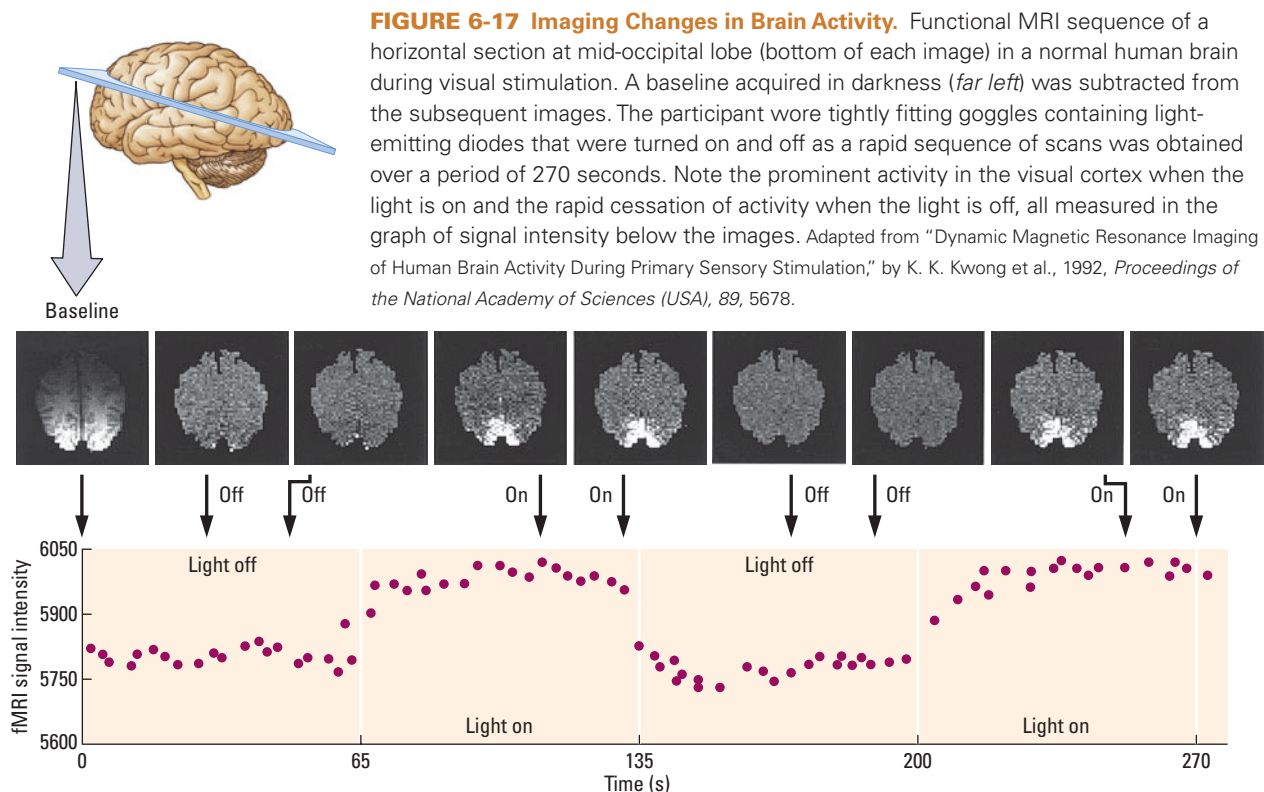 FIGURE 6-17 Imaging Changes in Brain Activity. Functional MRI sequence of a
horizontal section at mid-occipital lobe (bottom of each image) in a normal human brain
during visual stimulation. A baseline acquired in darkness (far left) was subtracted from
the subsequent images. The participant wore tightly fitting goggles containing light-
emitting diodes that were turned on and off as a rapid sequence of scans was obtained
over a period of 270 seconds. Note the prominent activity in the visual cortex when the
light is on and the rapid cessation of activity when the light is off, all measured in the
graph of signal intensity below the images. Adapted from “Dynamic Magnetic Resonance Imaging
of Human Brain Activity During Primary Sensory Stimulation,” by K. K. Kwong et al., 1992, Proceedings of
the National Academy of Sciences (USA), 89, 5678.
Baseline
Off Off On On Off Off On On
6050
Light off Light off
5900
fMRI signal intensity
5750
Light on Light on
5600
0 65 135 200 270
Time (s)